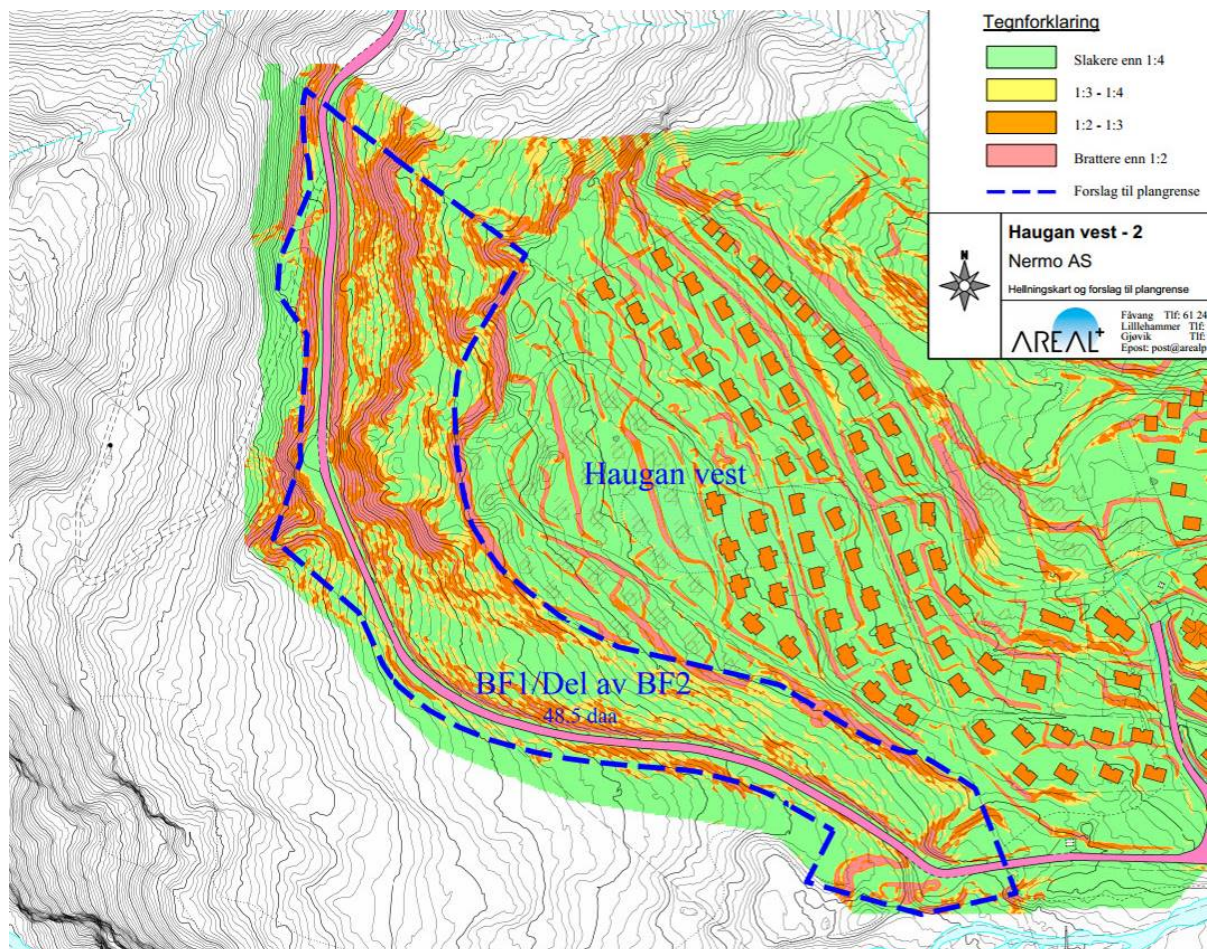 Tegnforklaring
Slakere enn 1:4
1:3 - 1:4
1:2 - 1:3
Brattere enn 1:2
Forslag til plangrense
N
Haugan vest - 2
Nermo AS
Hellningskart og forslag til plangrense
AREAL+
Fåvang Tlf: 61 24
Lilllehammer Tlf:
Gjøvik Tlf:
Epost: post@arealp
Haugan vest
BF1/Del av BF2
48.5 daa